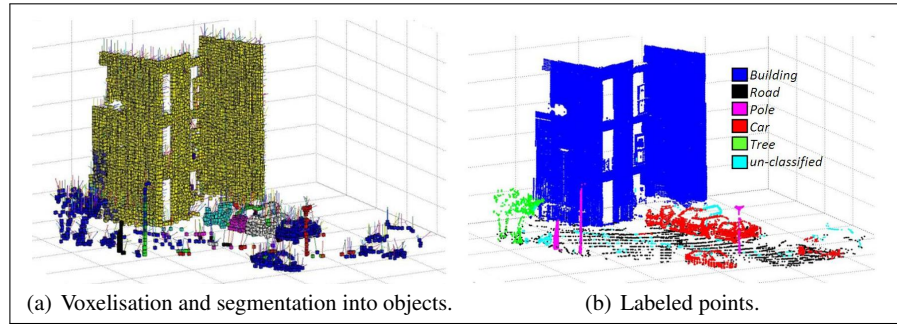 Building
Road
Pole
Car
Tree
un-classified
(a) Voxelisation and segmentation into objects.
(b) Labeled points.